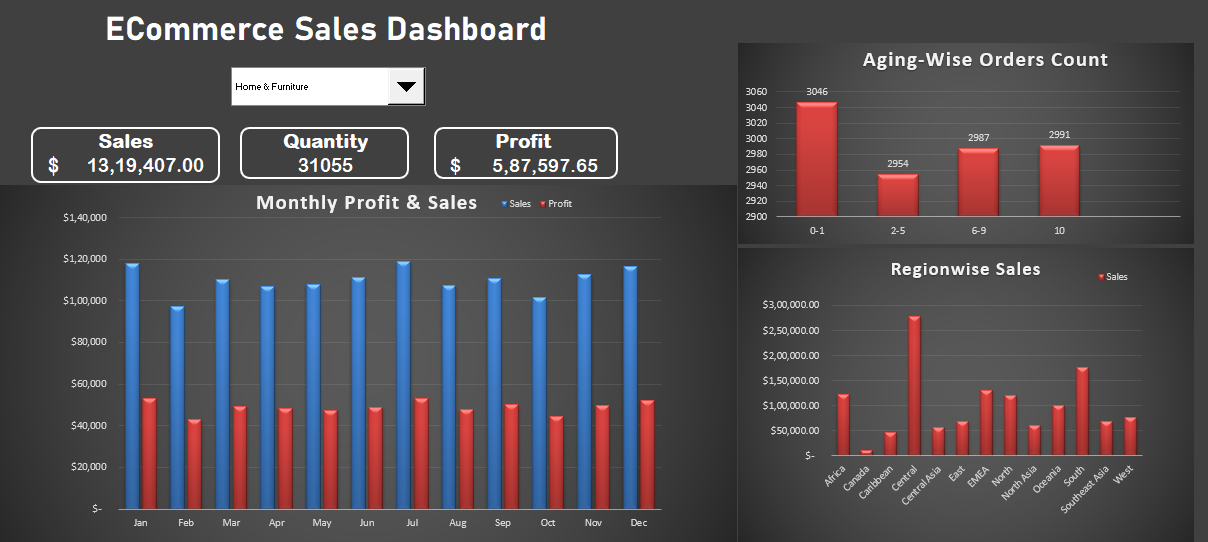 ECommerce Sales Dashboard
Home & Furniture
Sales
$ 13,19,407.00
Quantity
31055
Profit
$ 5,87,597.65
Monthly Profit & Sales
Sales Profit
$1,40,000
$1,20,000
$1,00,000
$80,000
$60,000
$40,000
$20,000
$-
Jan Feb Mar Apr May Jun Jul Aug Sep Oct Nov Dec
Aging-Wise Orders Count
3060
3040
3020
3000
2980
2960
2940
2920
2900
3046
2954
2987
2991
0-1 2-5 6-9 10
Regionwise Sales
Sales
$3,00,000.00
$2,50,000.00
$2,00,000.00
$1,50,000.00
$1,00,000.00
$50,000.00
$-
Africa
Canada
Caribbean
Central
Central Asia
East
EMEA
North
North Asia
Oceania
South
Southeast Asia
West